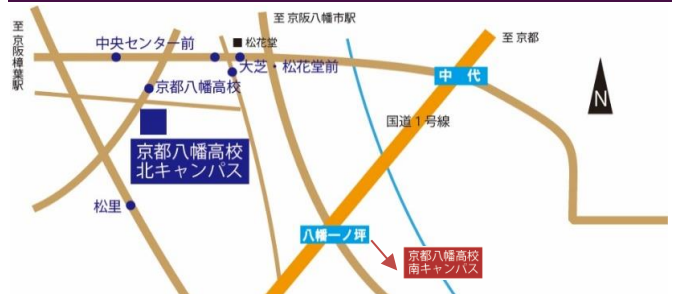 至 京阪八幡市駅
至 京阪樟葉駅
中央センター前
■ 松花堂
至 京都
大芝・松花堂前
中 代
京都八幡高校
N
国道1号線
京都八幡高校
北キャンパス
松里
八幡一ノ坪
京都八幡高校
南キャンパス